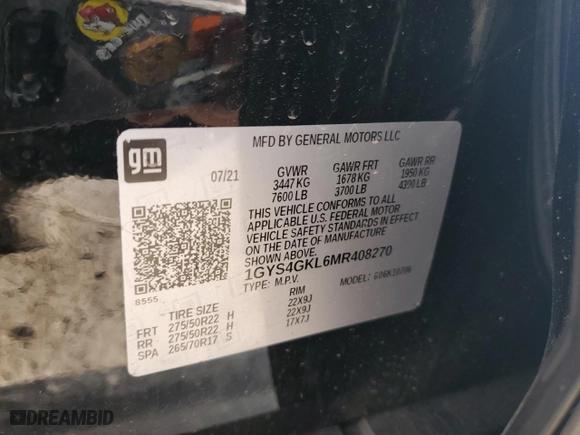 gm
MFD BY GENERAL MOTORS LLC
07/21
GVWR GAWR FRT GAWR RR
3447 KG 1678 KG 1950 KG
7600 LB 3700 LB 4300 LB
THIS VEHICLE CONFORMS TO ALL
APPLICABLE U.S. FEDERAL MOTOR
VEHICLE SAFETY STANDARDS IN EFFECT
ON THE DATE OF MANUFACTURE SHOWN ABOVE.
1GYS4GKL6MR408270
TYPE: M.P.V. MODEL:
8555
TIRE SIZE RIM
FRT 275/50R22 H 22X9J
RR 275/50R22 H 22X9J
SPA 265/70R17 S 17X7J
DREAMBID